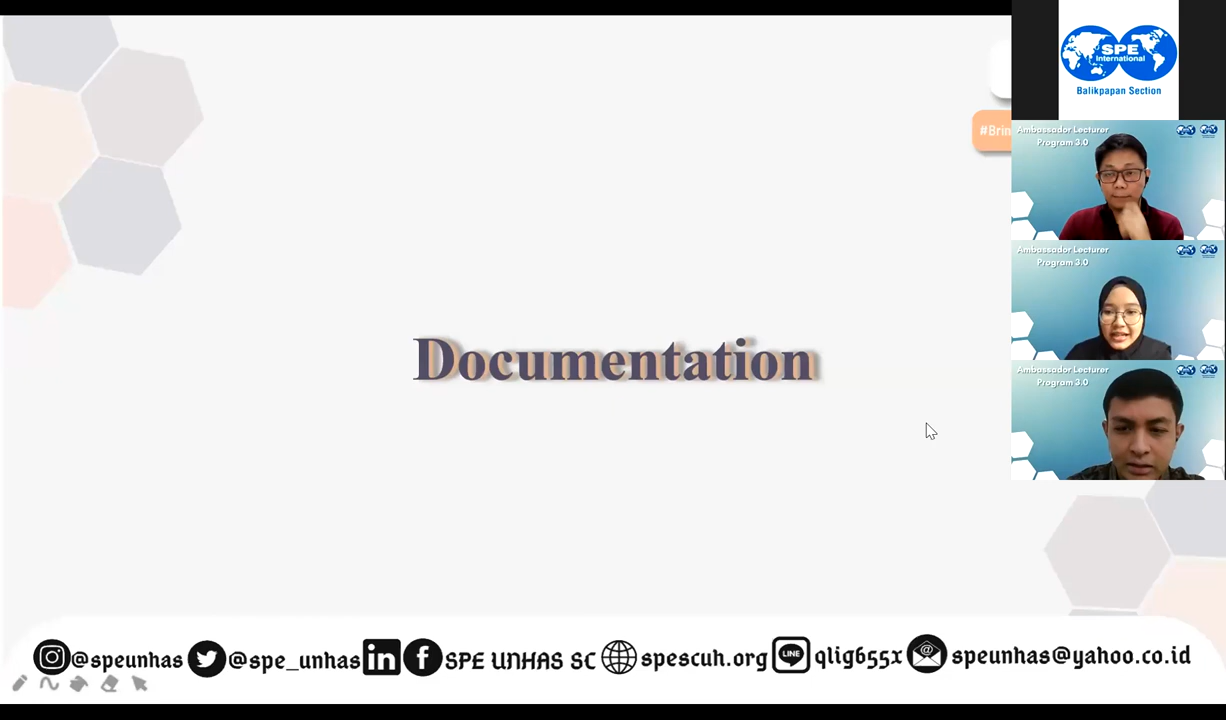 SPE
International
Balikpapan Section
#Brin
Ambassador Lecturer
Program 3.0
Ambassador Lecturer
Program 3.0
Ambassador Lecturer
Program 3.0
Documentation
@speunhas @spe_unhas SPE UNHAS SC spescuh.org LINE qlig655x @ speunhas@yahoo.co.id